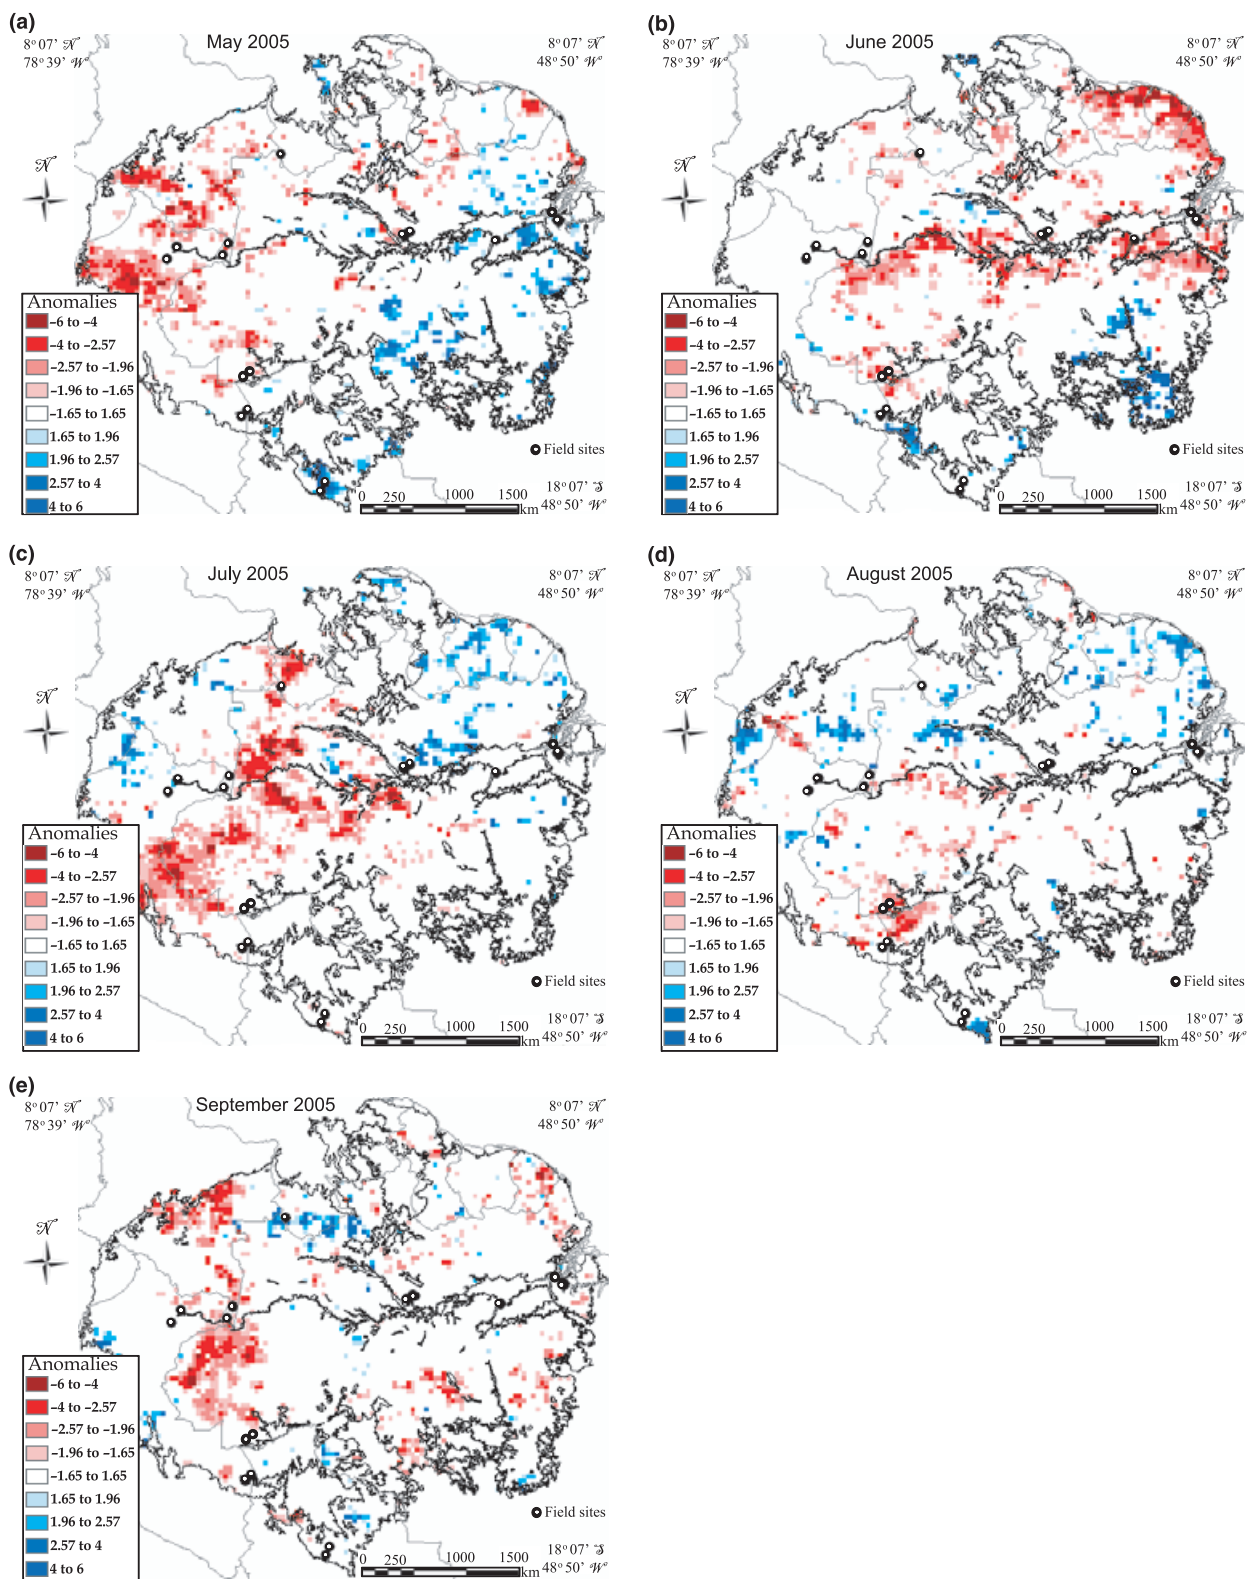 (a)
May 2005
8° 07' N
78° 39' W
8° 07' N
48° 50' W
N
Anomalies
–6 to –4
–4 to –2.57
–2.57 to –1.96
–1.96 to –1.65
–1.65 to 1.65
1.65 to 1.96
1.96 to 2.57
2.57 to 4
4 to 6
Field sites
18° 07' S
48° 50' W
0 250 1000 1500
km
(b)
June 2005
8° 07' N
78° 39' W
8° 07' N
48° 50' W
N
Anomalies
–6 to –4
–4 to –2.57
–2.57 to –1.96
–1.96 to –1.65
–1.65 to 1.65
1.65 to 1.96
1.96 to 2.57
2.57 to 4
4 to 6
Field sites
18° 07' S
48° 50' W
0 250 1000 1500
km
(c)
July 2005
8° 07' N
78° 39' W
8° 07' N
48° 50' W
N
Anomalies
–6 to –4
–4 to –2.57
–2.57 to –1.96
–1.96 to –1.65
–1.65 to 1.65
1.65 to 1.96
1.96 to 2.57
2.57 to 4
4 to 6
Field sites
18° 07' S
48° 50' W
0 250 1000 1500
km
(d)
August 2005
8° 07' N
78° 39' W
8° 07' N
48° 50' W
N
Anomalies
–6 to –4
–4 to –2.57
–2.57 to –1.96
–1.96 to –1.65
–1.65 to 1.65
1.65 to 1.96
1.96 to 2.57
2.57 to 4
4 to 6
Field sites
18° 07' S
48° 50' W
0 250 1000 1500
km
(e)
September 2005
8° 07' N
78° 39' W
8° 07' N
48° 50' W
N
Anomalies
–6 to –4
–4 to –2.57
–2.57 to –1.96
–1.96 to –1.65
–1.65 to 1.65
1.65 to 1.96
1.96 to 2.57
2.57 to 4
4 to 6
Field sites
18° 07' S
48° 50' W
0 250 1000 1500
km